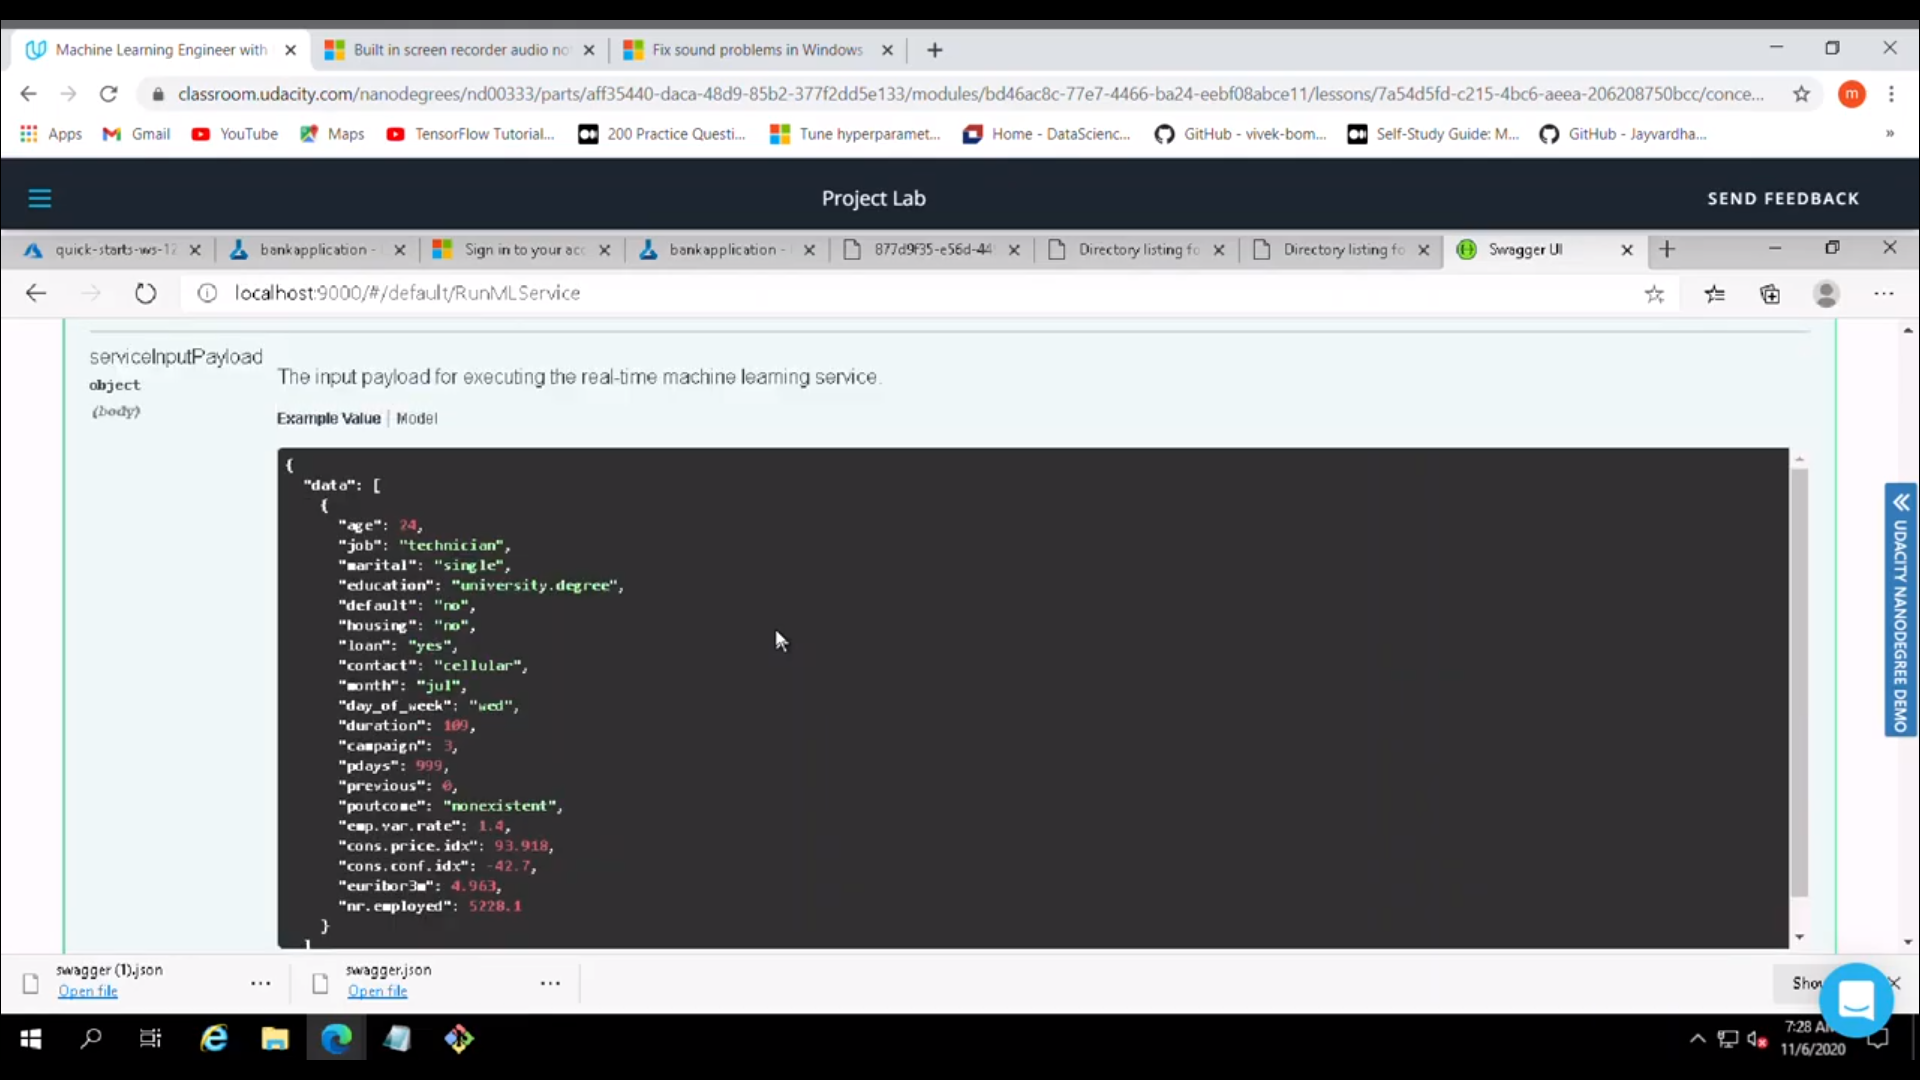 Machine Learning Engineer with
Built in screen recorder audio no
Fix sound problems in Windows
classroom.udacity.com/nanodegrees/nd00333/parts/aff35440-daca-48d9-85b2-377f2dd5e133/modules/bd46ac8c-77e7-4466-ba24-eebf08abce11/lessons/7a54d5fd-c215-4bc6-aeea-206208750bcc/conce...
m
Apps
Gmail
YouTube
Maps
TensorFlow Tutorial...
200 Practice Questi...
Tune hyperparamet...
Home - DataScienc...
GitHub - vivek-bom...
Self-Study Guide: M...
GitHub - Jayvardha...
»
Project Lab
SEND FEEDBACK
quick-starts-ws-12
bankapplication -
Sign in to your acc
bankapplication -
877d9f35-e56d-44
Directory listing fo
Directory listing fo
Swagger UI
localhost:9000/#/default/RunMLService
serviceInputPayload
object
(body)
The input payload for executing the real-time machine learning service.
Example Value | Model
{
"data": [
{
"age": 24,
"job": "technician",
"marital": "single",
"education": "university.degree",
"default": "no",
"housing": "no",
"loan": "yes",
"contact": "cellular",
"month": "jul",
"day_of_week": "wed",
"duration": 109,
"campaign": 3,
"pdays": 999,
"previous": 0,
"poutcome": "nonexistent",
"emp.var.rate": 1.4,
"cons.price.idx": 93.918,
"cons.conf.idx": -42.7,
"euribor3m": 4.963,
"nr.employed": 5228.1
}
]
UDACITY NANODEGREE DEMO
swagger (1).json
Open file
...
swagger.json
Open file
...
Sho
7:28 A
11/6/2020